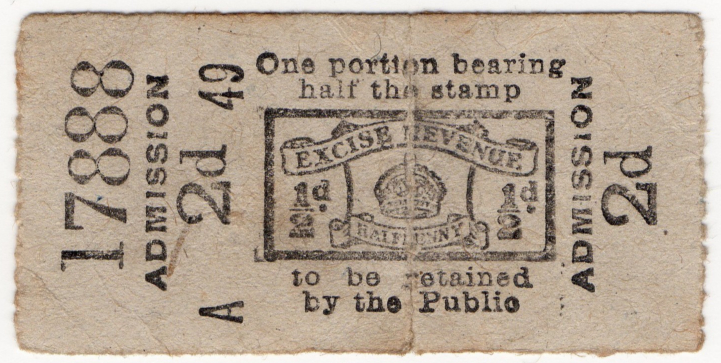 17888
ADMISSION
2d
A 49
One portion bearing
half the stamp
EXCISE REVENUE
½d. ½d.
HALFPENNY
to be retained
by the Public
ADMISSION
2d